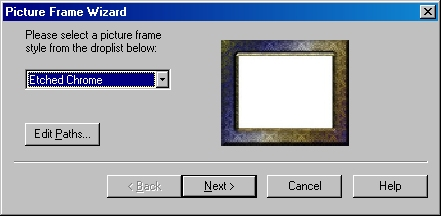 Picture Frame Wizard
Please select a picture frame
style from the droplist below:
Etched Chrome
Edit Paths...
< Back
Next >
Cancel
Help